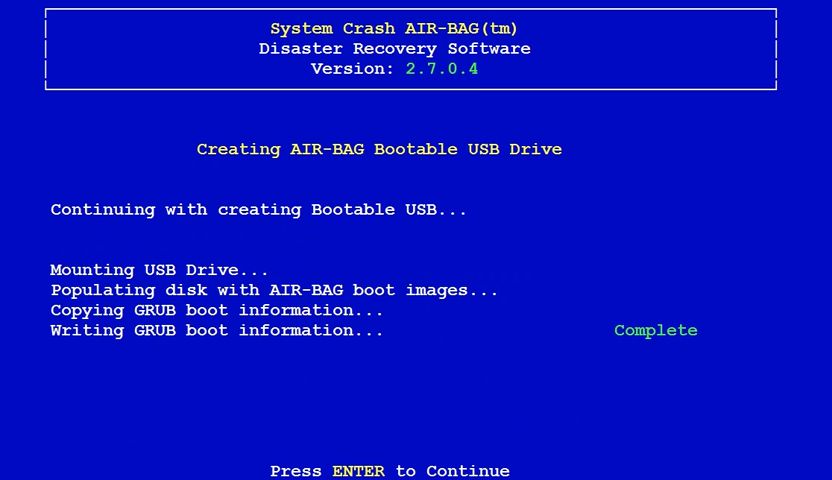 System Crash AIR-BAG(tm)
Disaster Recovery Software
Version: 2.7.0.4
Creating AIR-BAG Bootable USB Drive
Continuing with creating Bootable USB...
Mounting USB Drive...
Populating disk with AIR-BAG boot images...
Copying GRUB boot information...
Writing GRUB boot information... Complete
Press ENTER to Continue